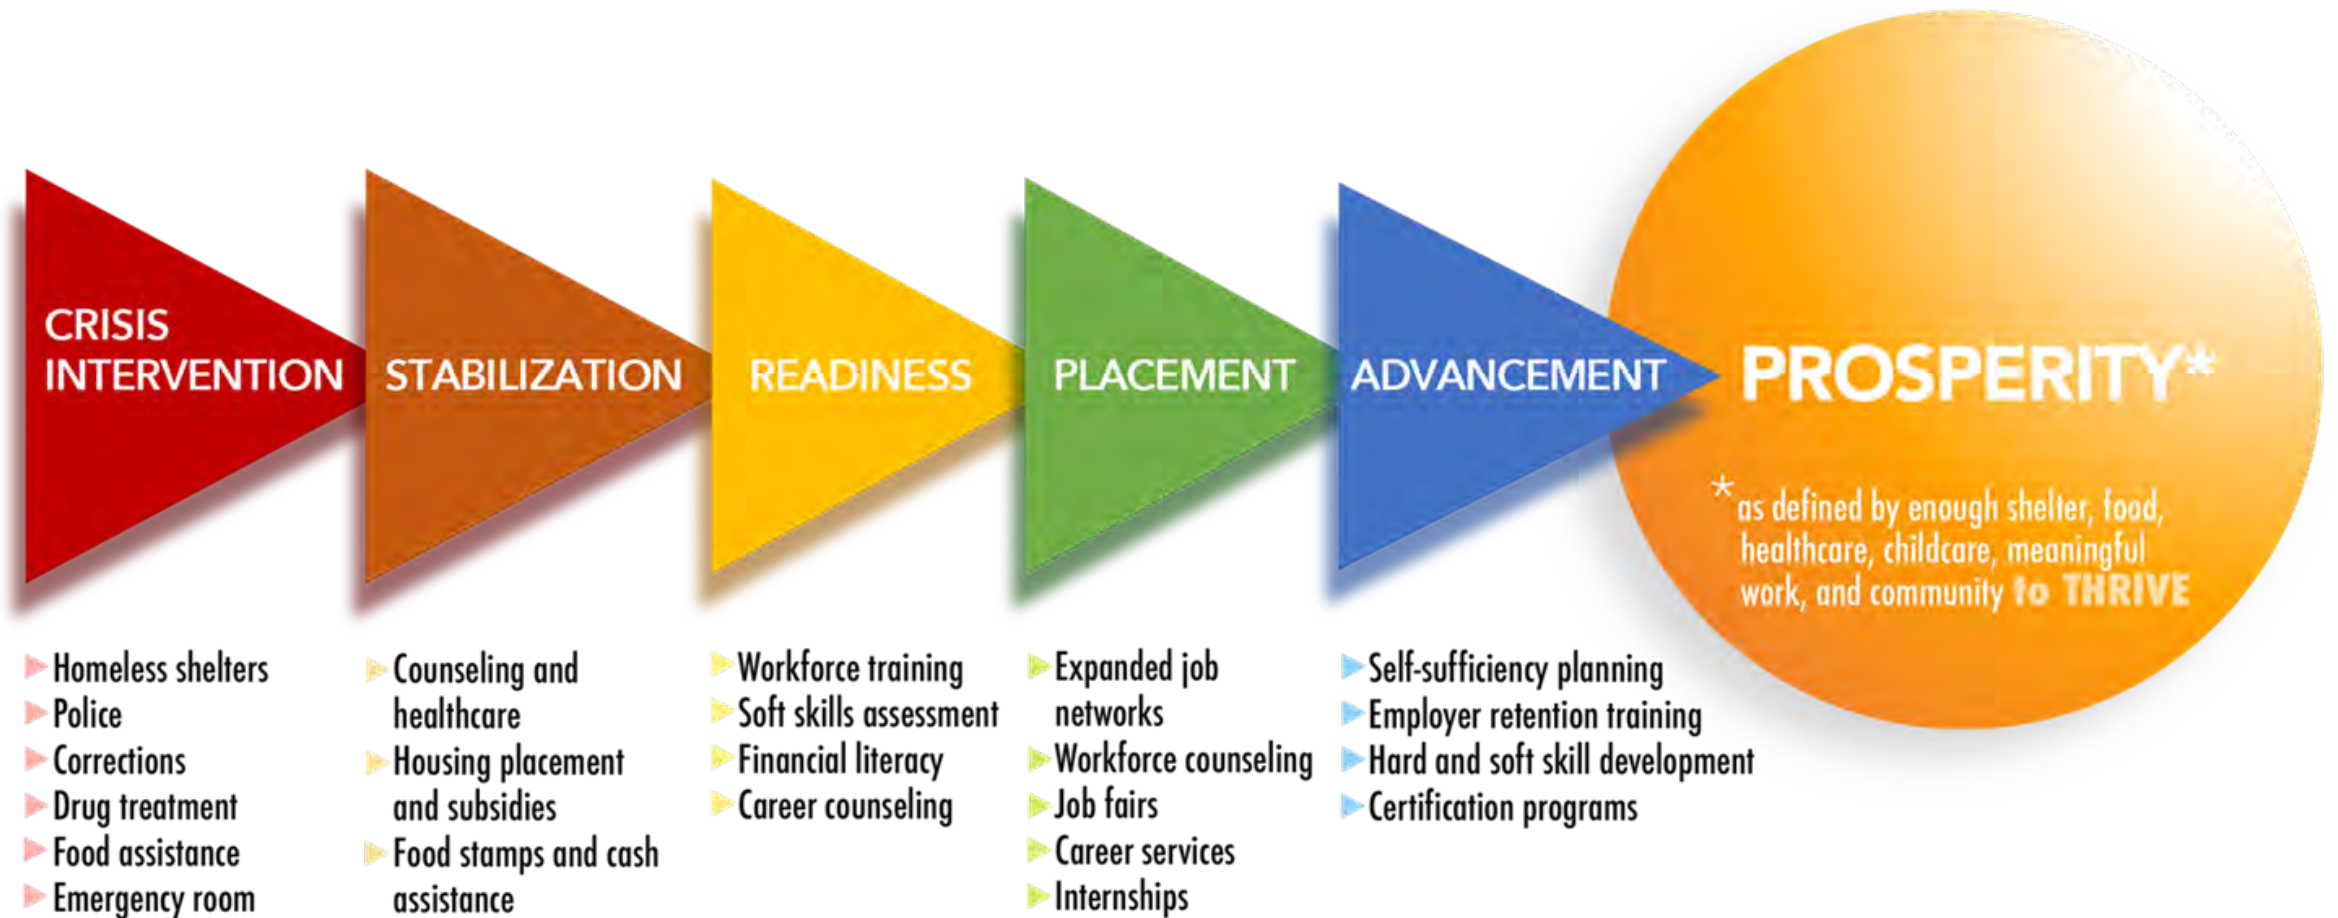 CRISIS
INTERVENTION
STABILIZATION
READINESS
PLACEMENT
ADVANCEMENT
PROSPERITY*
*as defined by enough shelter, food,
healthcare, childcare, meaningful
work, and community to THRIVE
Homeless shelters
Police
Corrections
Drug treatment
Food assistance
Emergency room
Counseling and
healthcare
Housing placement
and subsidies
Food stamps and cash
assistance
Workforce training
Soft skills assessment
Financial literacy
Career counseling
Expanded job
networks
Workforce counseling
Job fairs
Career services
Internships
Self-sufficiency planning
Employer retention training
Hard and soft skill development
Certification programs